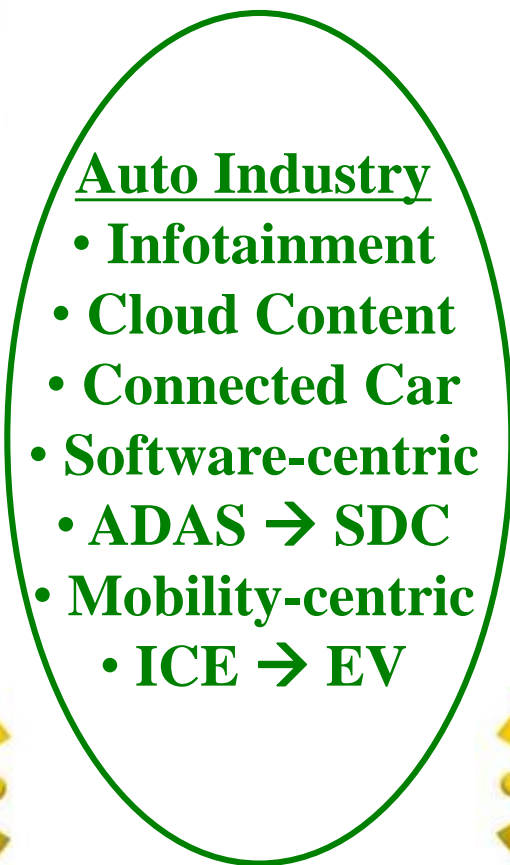 Auto Industry
• Infotainment
• Cloud Content
• Connected Car
• Software-centric
• ADAS → SDC
• Mobility-centric
• ICE → EV